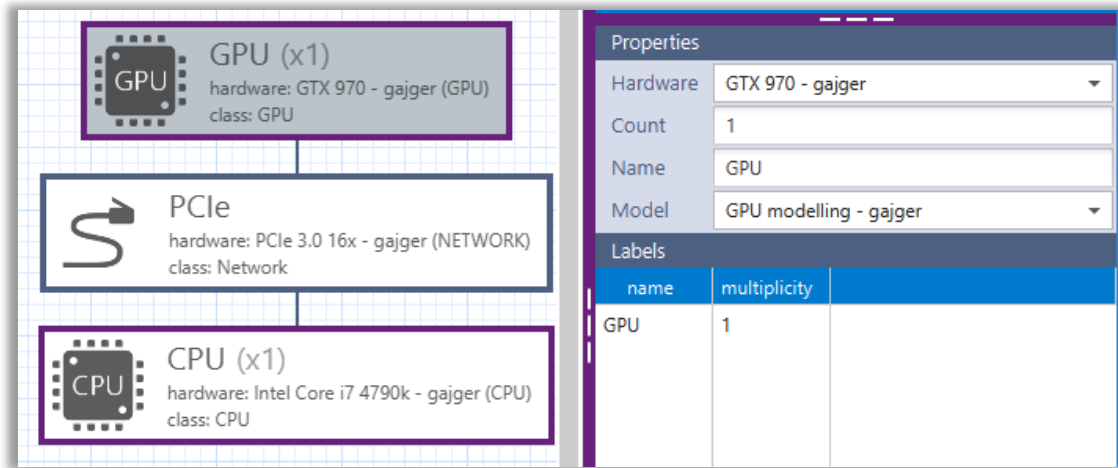 GPU
GPU (x1)
hardware: GTX 970 - gajger (GPU)
class: GPU
PCIe
hardware: PCIe 3.0 16x - gajger (NETWORK)
class: Network
CPU
CPU (x1)
hardware: Intel Core i7 4790k - gajger (CPU)
class: CPU
Properties
Hardware GTX 970 - gajger
Count 1
Name GPU
Model GPU modelling - gajger
Labels
name multiplicity
GPU 1